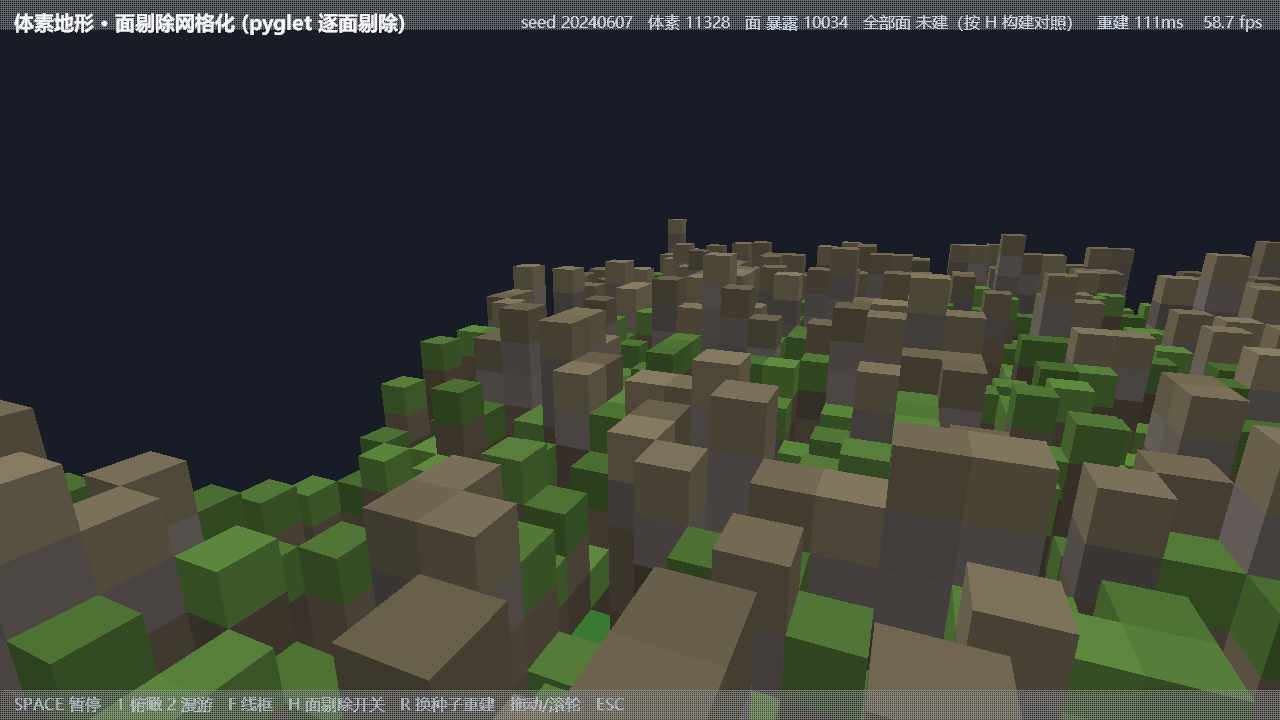 体素地形·面剔除网格化 (pyglet 逐面剔除) seed 20240607 体素 11328 面 暴露 10034 全部面 未建（按 H 构建对照） 重建 111ms 58.7 fps
SPACE 暂停 1 俯瞰 2 漫游 F 线框 H 面剔除开关 R 换种子重建 拖动/滚轮 ESC